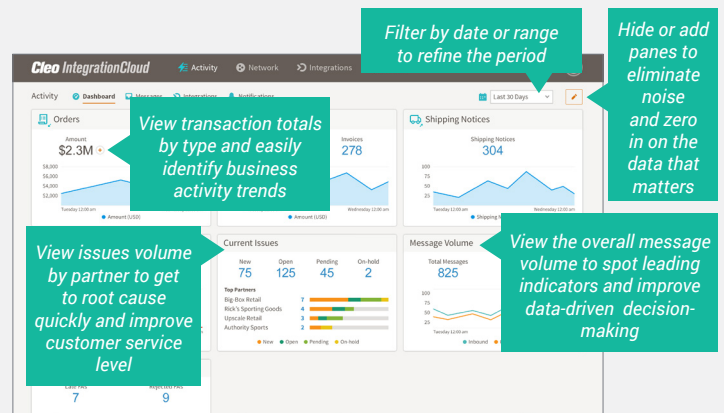 Filter by date or range
to refine the period
Hide or add
panes to
eliminate
noise
and zero
in on the
data that
matters
Cleo IntegrationCloud
Activity
Network
Integrations
Activity
Dashboard
Messages
Integrations
Notifications
Last 30 Days
Orders
Amount
$2.3M
$8,000
$6,000
$4,000
$2,000
Tuesday 12:00 am
Amount (USD)
View transaction totals
by type and easily
identify business
activity trends
Invoices
278
Wednesday 12:00 am
Amount (USD)
Shipping Notices
Shipping Notices
304
100
75
50
25
Tuesday 12:00 am
Wednesday 12:00 am
Shipping
View issues volume
by partner to get
to root cause
quickly and improve
customer service
level
Current Issues
New
Open
Pending
On-hold
75
125
45
2
Top Partners
Big-Box Retail 7
Rick's Sporting Goods 4
Upscale Retail 3
Authority Sports 2
New
Open
Pending
On-hold
Message Volume
Total Messages
825
100
75
50
25
Tuesday 12:00 am
Inbound
View the overall message
volume to spot leading
indicators and improve
data-driven decision-
making
Rejected FAs
7
9